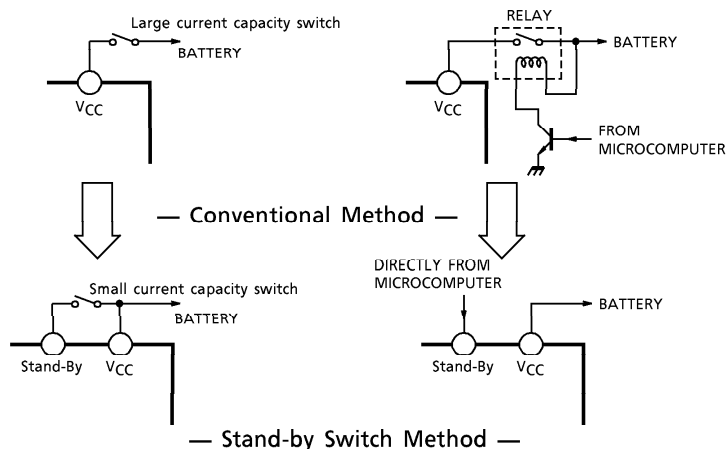 Large current capacity switch
BATTERY
VCC
RELAY
BATTERY
VCC
FROM
MICROCOMPUTER
— Conventional Method —
Small current capacity switch
BATTERY
Stand-By
VCC
DIRECTLY FROM
MICROCOMPUTER
BATTERY
Stand-By
VCC
— Stand-by Switch Method —